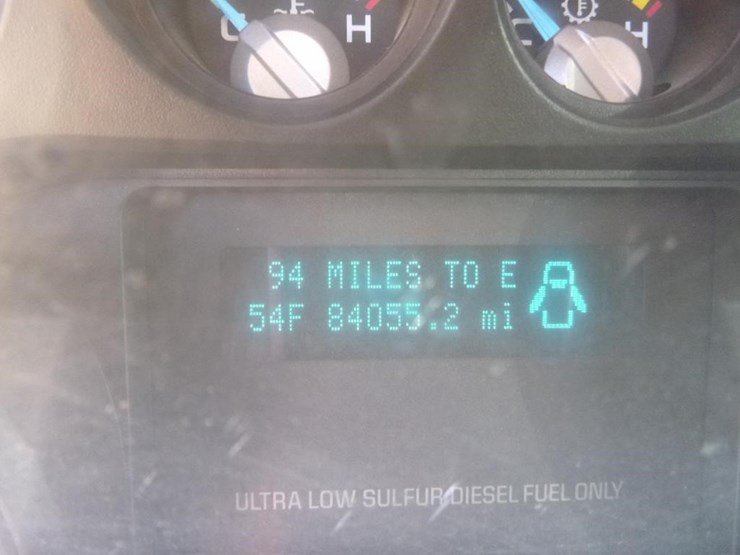 C H C H
94 MILES TO E
54F 84055.2 mi
ULTRA LOW SULFUR DIESEL FUEL ONLY